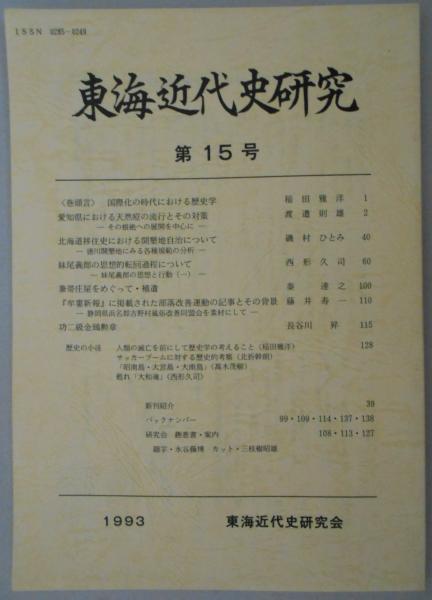 ISSN 0285-0249
東海近代史研究
第15号
〈巻頭言〉 国際化の時代における歴史学 稲田雅洋 1
愛知県における天然痘の流行とその対策 渡邉則雄 2
― その根絶への展開を中心に ―
北海道移住史における開墾地自治について 磯村ひとみ 40
― 徳川開墾地にみる各種規範の分析 ―
妹尾義郎の思想的転回過程について 西形久司 60
― 妹尾義郎の思想と行動(一) ―
兼帯庄屋をめぐって・補遺 秦達之 100
『牟婁新報』に掲載された部落改善運動の記事とその背景 藤井寿一 110
― 静岡県浜名郡吉野村風俗改善同盟会を素材にして ―
功二級金鵄勲章 長谷川昇 115
歴史の小径 人類の滅亡を前にして歴史学の考えること(稲田雅洋) 128
サッカーブームに対する歴史的考察(北折幹朗)
「昭南島・大宮島・大南島」(髙木茂樹)
甦れ「大和魂」(西形久司)
新刊紹介 39
バックナンバー 99・109・114・137・138
研究会 趣意書・案内 108・113・127
題字・水谷藤博 カット・三枝樹昭雄
1993 東海近代史研究会